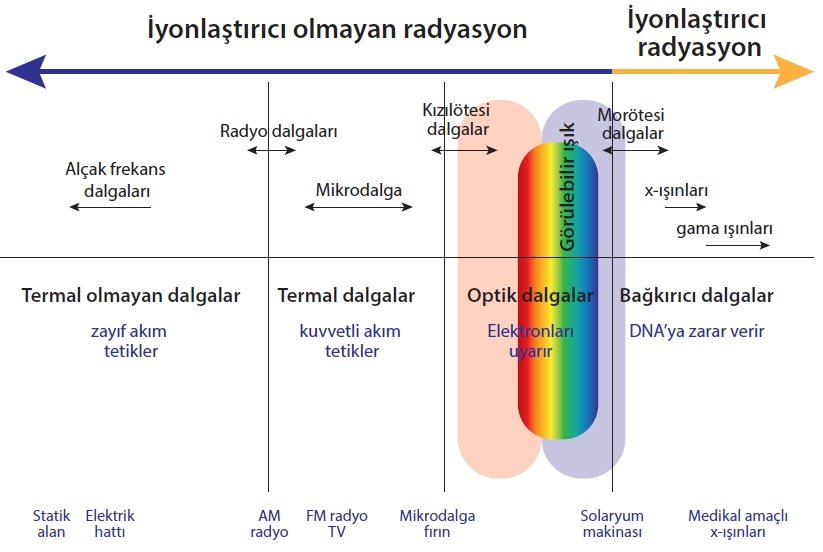 İyonlaştırıcı olmayan radyasyon
İyonlaştırıcı
radyasyon
Kızılötesi
dalgalar
Morötesi
dalgalar
Radyo dalgaları
Görülebilir ışık
Alçak frekans
dalgaları
Mikrodalga
x-ışınları
gama ışınları
Termal olmayan dalgalar
Termal dalgalar
Optik dalgalar
Bağkırıcı dalgalar
zayıf akım
tetikler
kuvvetli akım
tetikler
Elektronları
uyarır
DNA’ya zarar verir
Statik
alan
Elektrik
hattı
AM
radyo
FM radyo
TV
Mikrodalga
fırın
Solaryum
makinası
Medikal amaçlı
x-ışınları